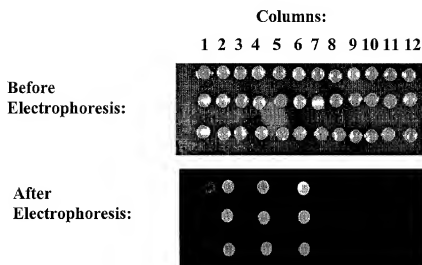 Columns:
1 2 3 4 5 6 7 8 9 10 11 12
Before
Electrophoresis:
After
Electrophoresis: